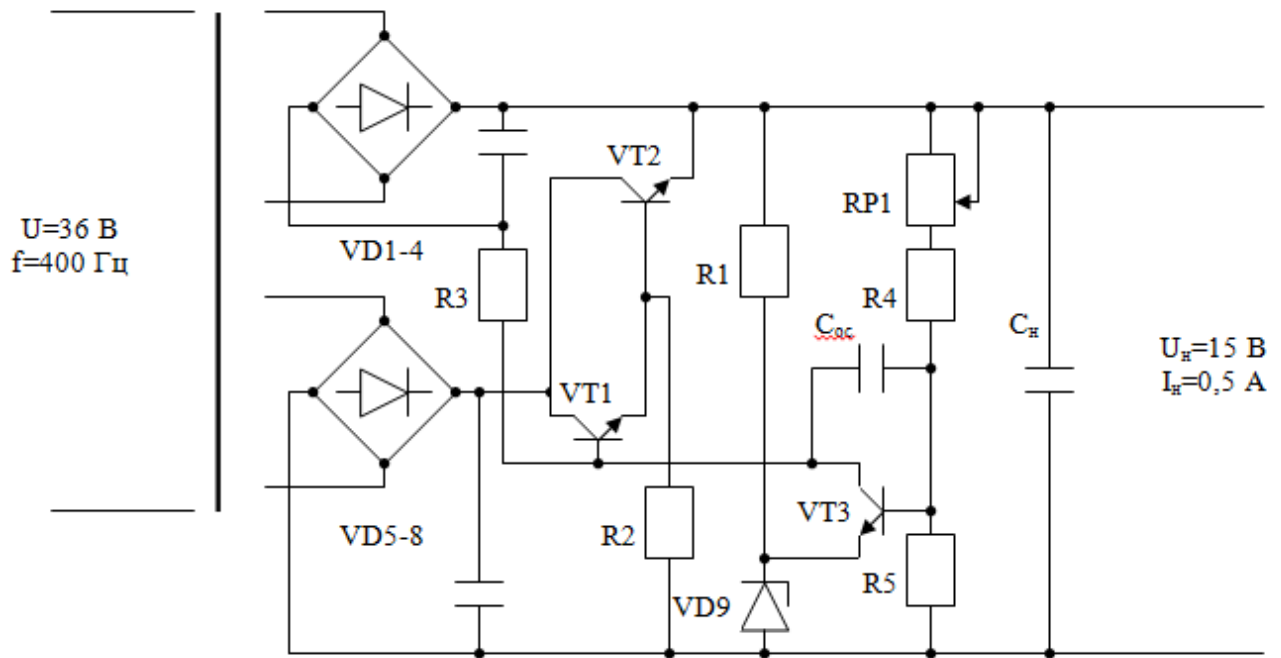 U=36 В
f=400 Гц
VD1-4
VD5-8
R3
VT2
VT1
R2
R1
VD9
RP1
R4
Cос
VT3
R5
Cн
Uн=15 В
Iн=0,5 А